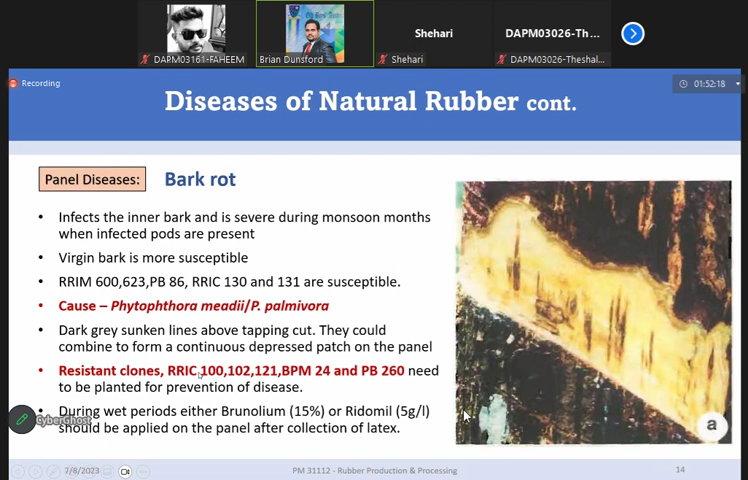 DAPM03161-FAHEEM
Brian Dunsford
Shehari
Shehari
DAPM03026-Th ...
DAPM03026-Theshal...
Recording
01:52:18
Diseases of Natural Rubber cont.
Panel Diseases:
Bark rot
• Infects the inner bark and is severe during monsoon months
when infected pods are present
• Virgin bark is more susceptible
• RRIM 600,623,PB 86, RRIC 130 and 131 are susceptible.
• Cause – Phytophthora meadii/P. palmivora
• Dark grey sunken lines above tapping cut. They could
combine to form a continuous depressed patch on the panel
• Resistant clones, RRIC 100,102,121,BPM 24 and PB 260 need
to be planted for prevention of disease.
• During wet periods either Brunolium (15%) or Ridomil (5g/l)
should be applied on the panel after collection of latex.
CyberGhost
a
7/8/2023
PM 31112 - Rubber Production & Processing
14